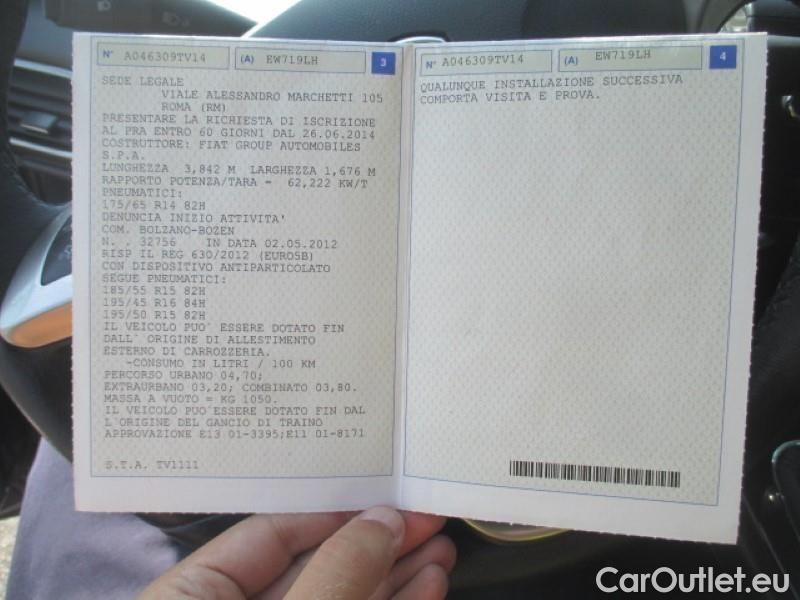 N° A046309TV14 (A) EW719LH 3
SEDE LEGALE
VIALE ALESSANDRO MARCHETTI 105
ROMA (RM)
PRESENTARE LA RICHIESTA DI ISCRIZIONE
AL PRA ENTRO 60 GIORNI DAL 26.06.2014
COSTRUTTORE: FIAT GROUP AUTOMOBILES
S.P.A.
LUNGHEZZA 3,842 M LARGHEZZA 1,676 M
RAPPORTO POTENZA/TARA = 62,222 KW/T
PNEUMATICI:
175/65 R14 82H
DENUNCIA INIZIO ATTIVITA'
COM. BOLZANO-BOZEN
N. . 32756 IN DATA 02.05.2012
RISP IL REG 630/2012 (EURO5B)
CON DISPOSITIVO ANTIPARTICOLATO
SEGUE PNEUMATICI:
185/55 R15 82H
195/45 R16 84H
195/50 R15 82H
IL VEICOLO PUO` ESSERE DOTATO FIN
DALL` ORIGINE DI ALLESTIMENTO
ESTERNO DI CARROZZERIA.
-CONSUMO IN LITRI / 100 KM
PERCORSO URBANO 04,70;
EXTRAURBANO 03,20; COMBINATO 03,80.
MASSA A VUOTO = KG 1050.
IL VEICOLO PUO`ESSERE DOTATO FIN DAL
L`ORIGINE DEL GANCIO DI TRAINO
APPROVAZIONE E13 01-3395;E11 01-8171
S.T.A. TV1111
N° A046309TV14 (A) EW719LH 4
QUALUNQUE INSTALLAZIONE SUCCESSIVA
COMPORTA VISITA E PROVA.
CarOutlet.eu